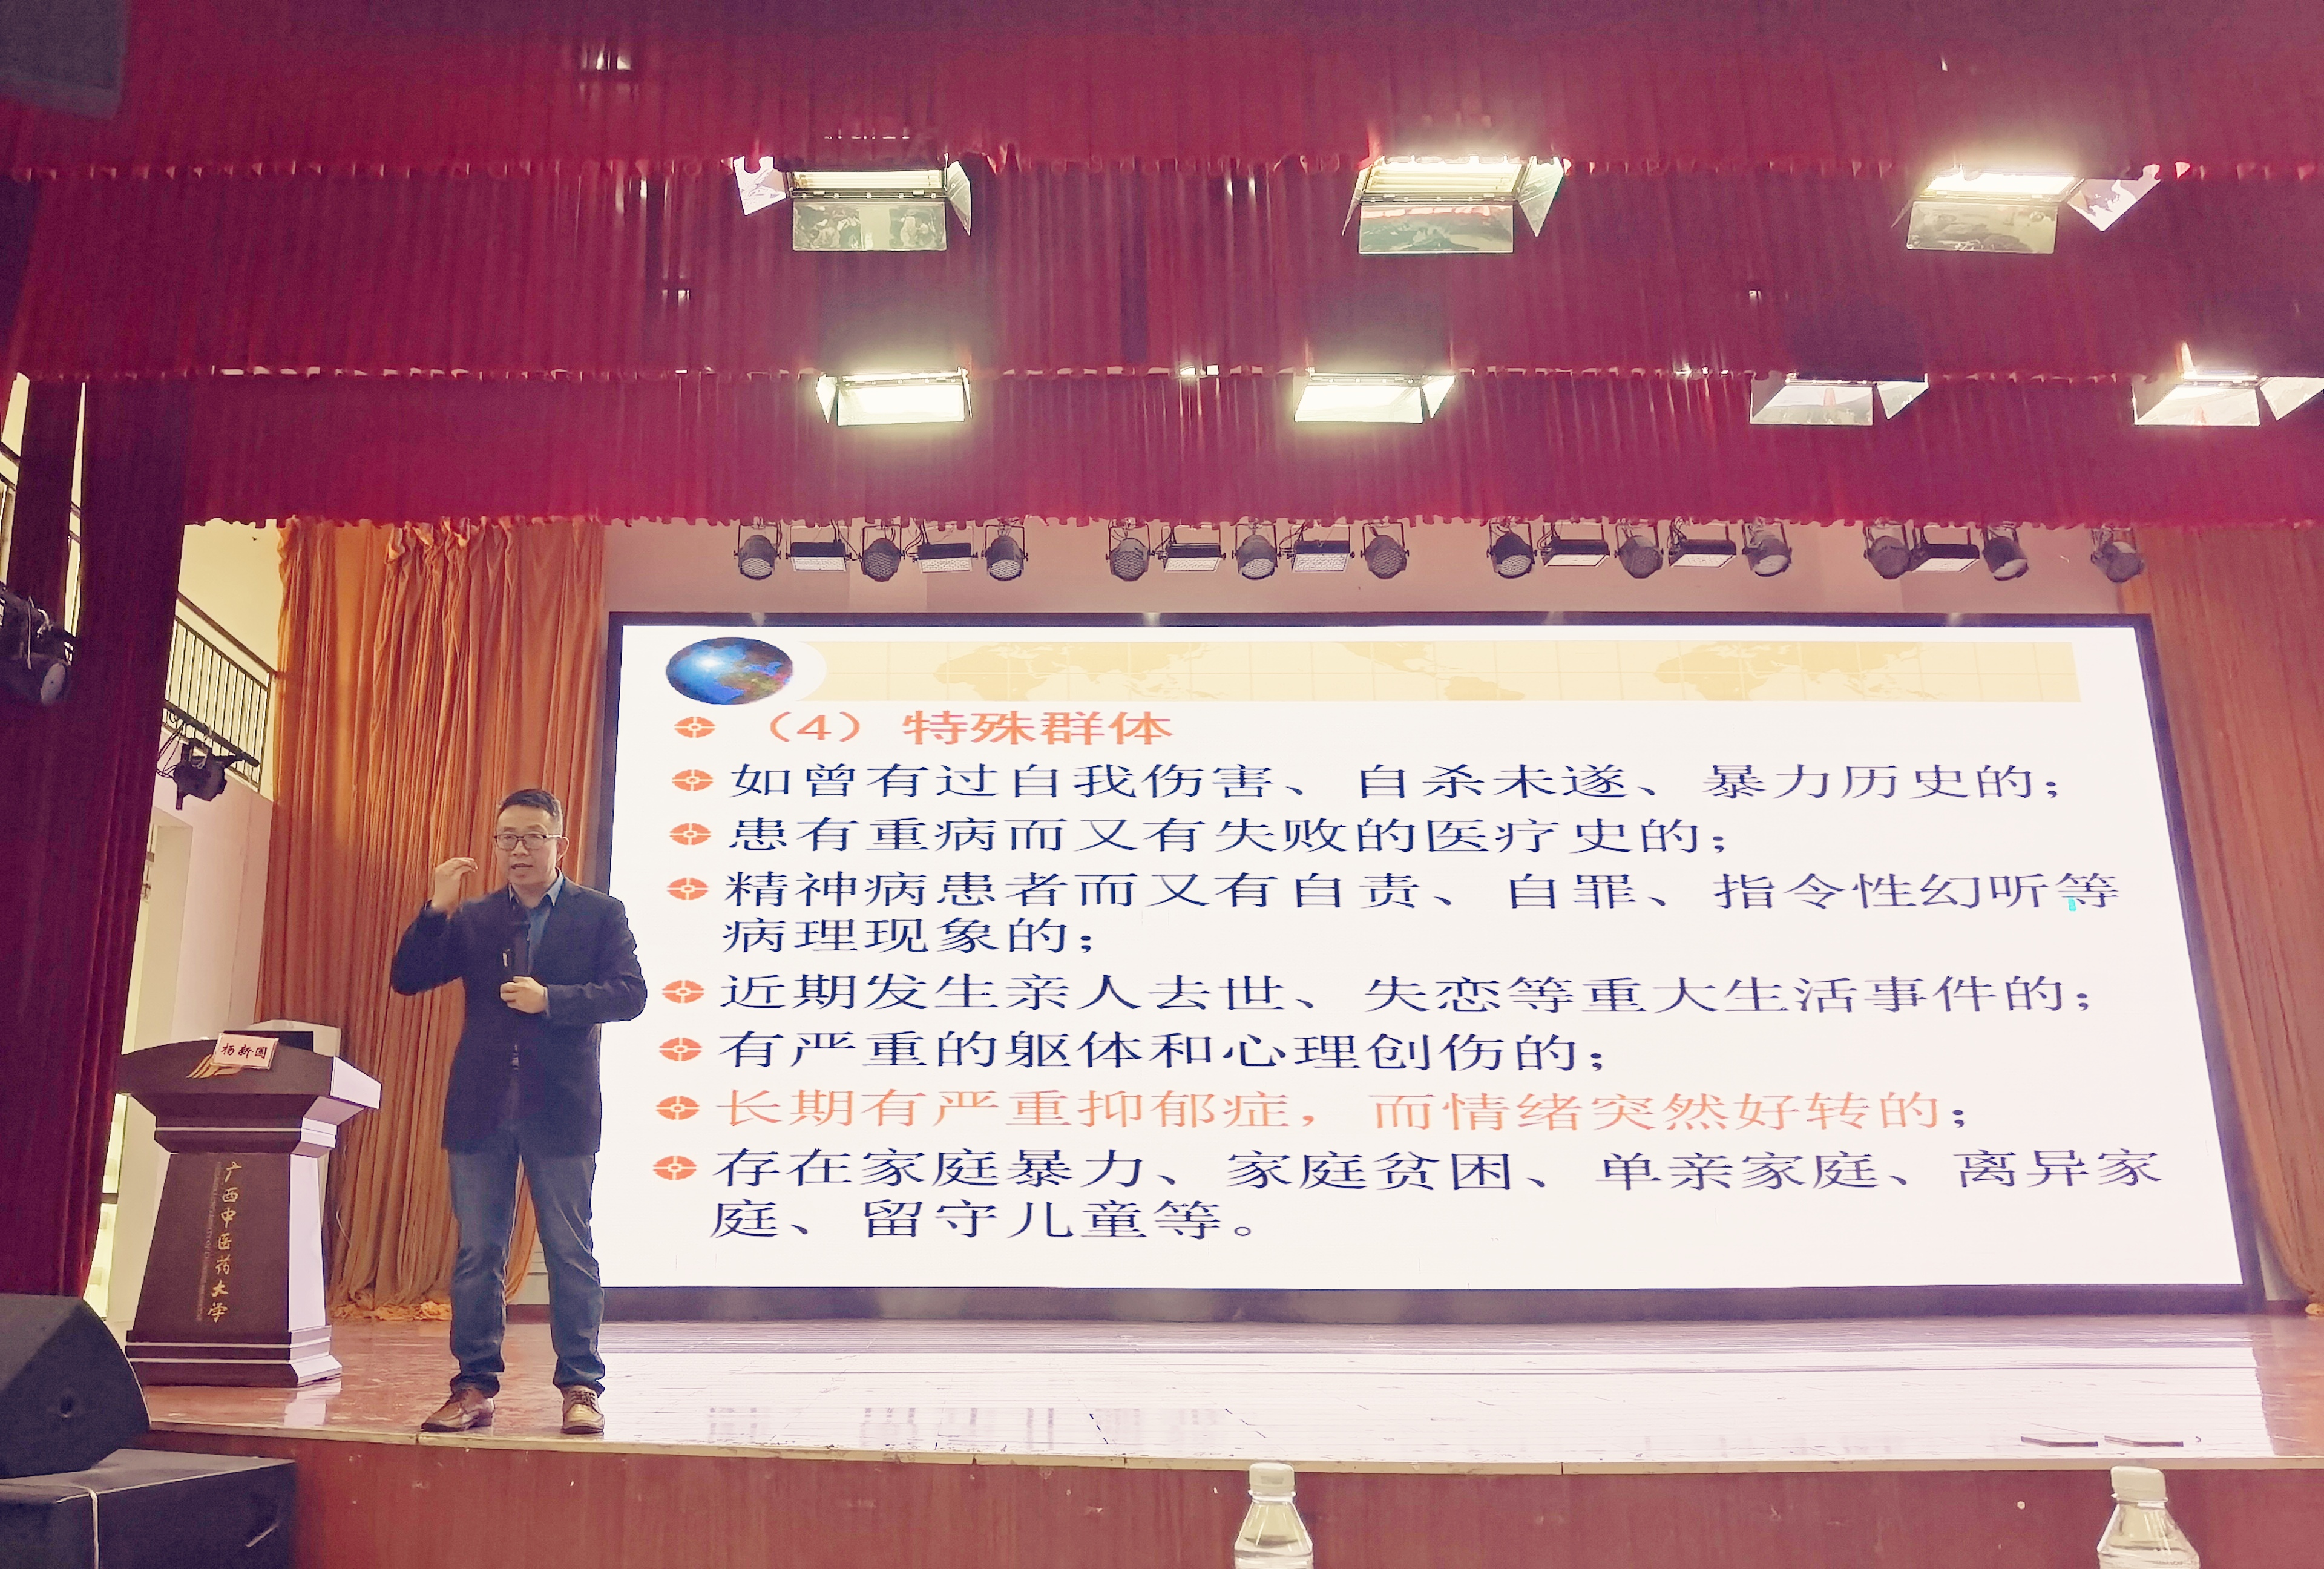 （4）特殊群体
如曾有过自我伤害、自杀未遂、暴力历史的；
患有重病而又有失败的医疗史的；
精神病患者而又有自责、自罪、指令性幻听等
病理现象的；
近期发生亲人去世、失恋等重大生活事件的；
有严重的躯体和心理创伤的；
长期有严重抑郁症，而情绪突然好转的；
存在家庭暴力、家庭贫困、单亲家庭、离异家
庭、留守儿童等。
杨新国
广西中医药大学